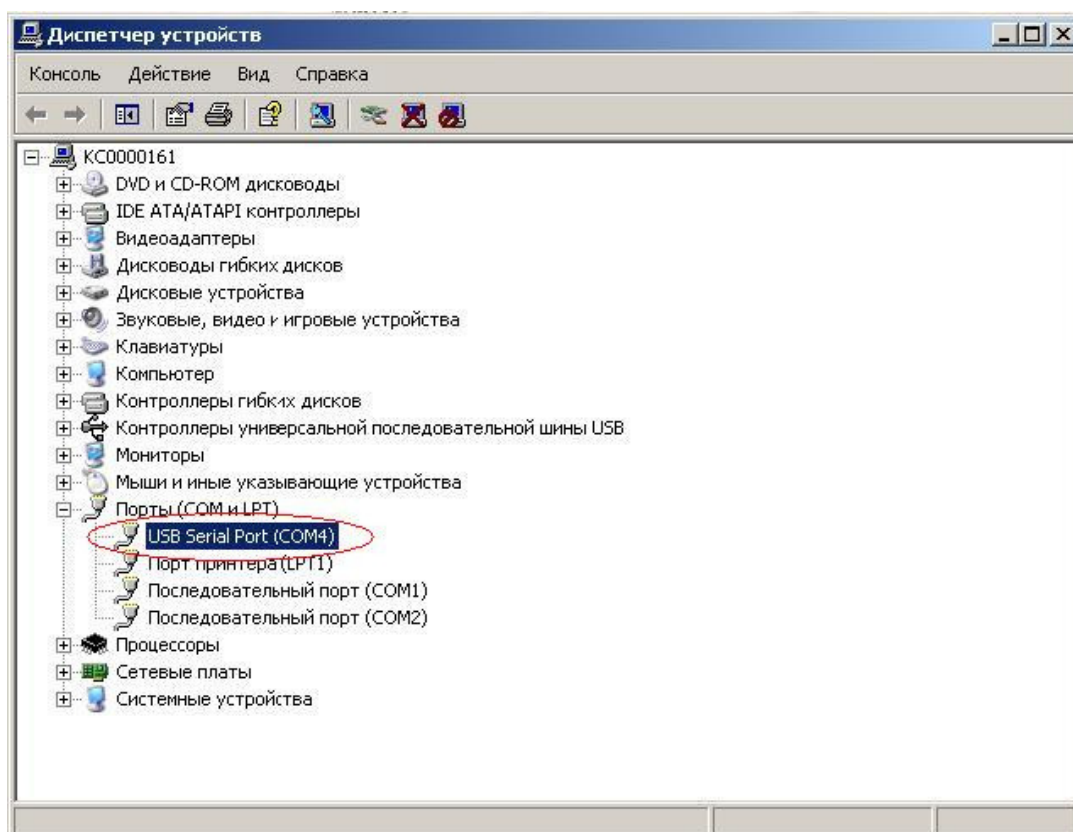 Диспетчер устройств
Консоль Действие Вид Справка
КС0000161
DVD и CD-ROM дисководы
IDE ATA/ATAPI контроллеры
Видеоадаптеры
Дисководы гибких дисков
Дисковые устройства
Звуковые, видео и игровые устройства
Клавиатуры
Компьютер
Контроллеры гибких дисков
Контроллеры универсальной последовательной шины USB
Мониторы
Мыши и иные указывающие устройства
Порты (COM и LPT)
USB Serial Port (COM4)
Порт принтера (LPT1)
Последовательный порт (COM1)
Последовательный порт (COM2)
Процессоры
Сетевые платы
Системные устройства